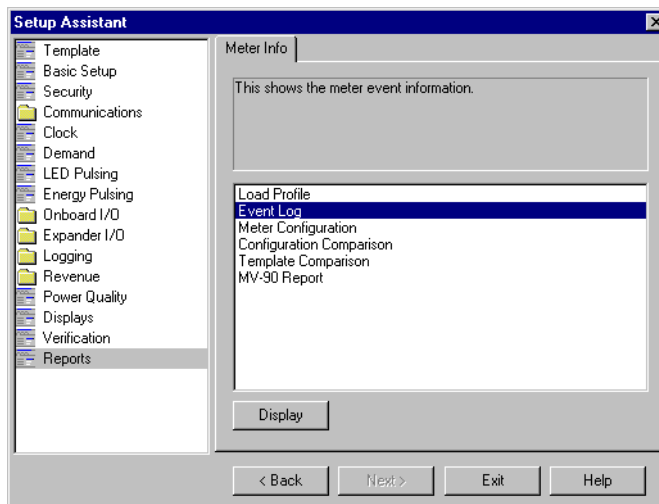 Setup Assistant
Template
Basic Setup
Security
Communications
Clock
Demand
LED Pulsing
Energy Pulsing
Onboard I/O
Expander I/O
Logging
Revenue
Power Quality
Displays
Verification
Reports
Meter Info
This shows the meter event information.
Load Profile
Event Log
Meter Configuration
Configuration Comparison
Template Comparison
MV-90 Report
Display
< Back
Next >
Exit
Help